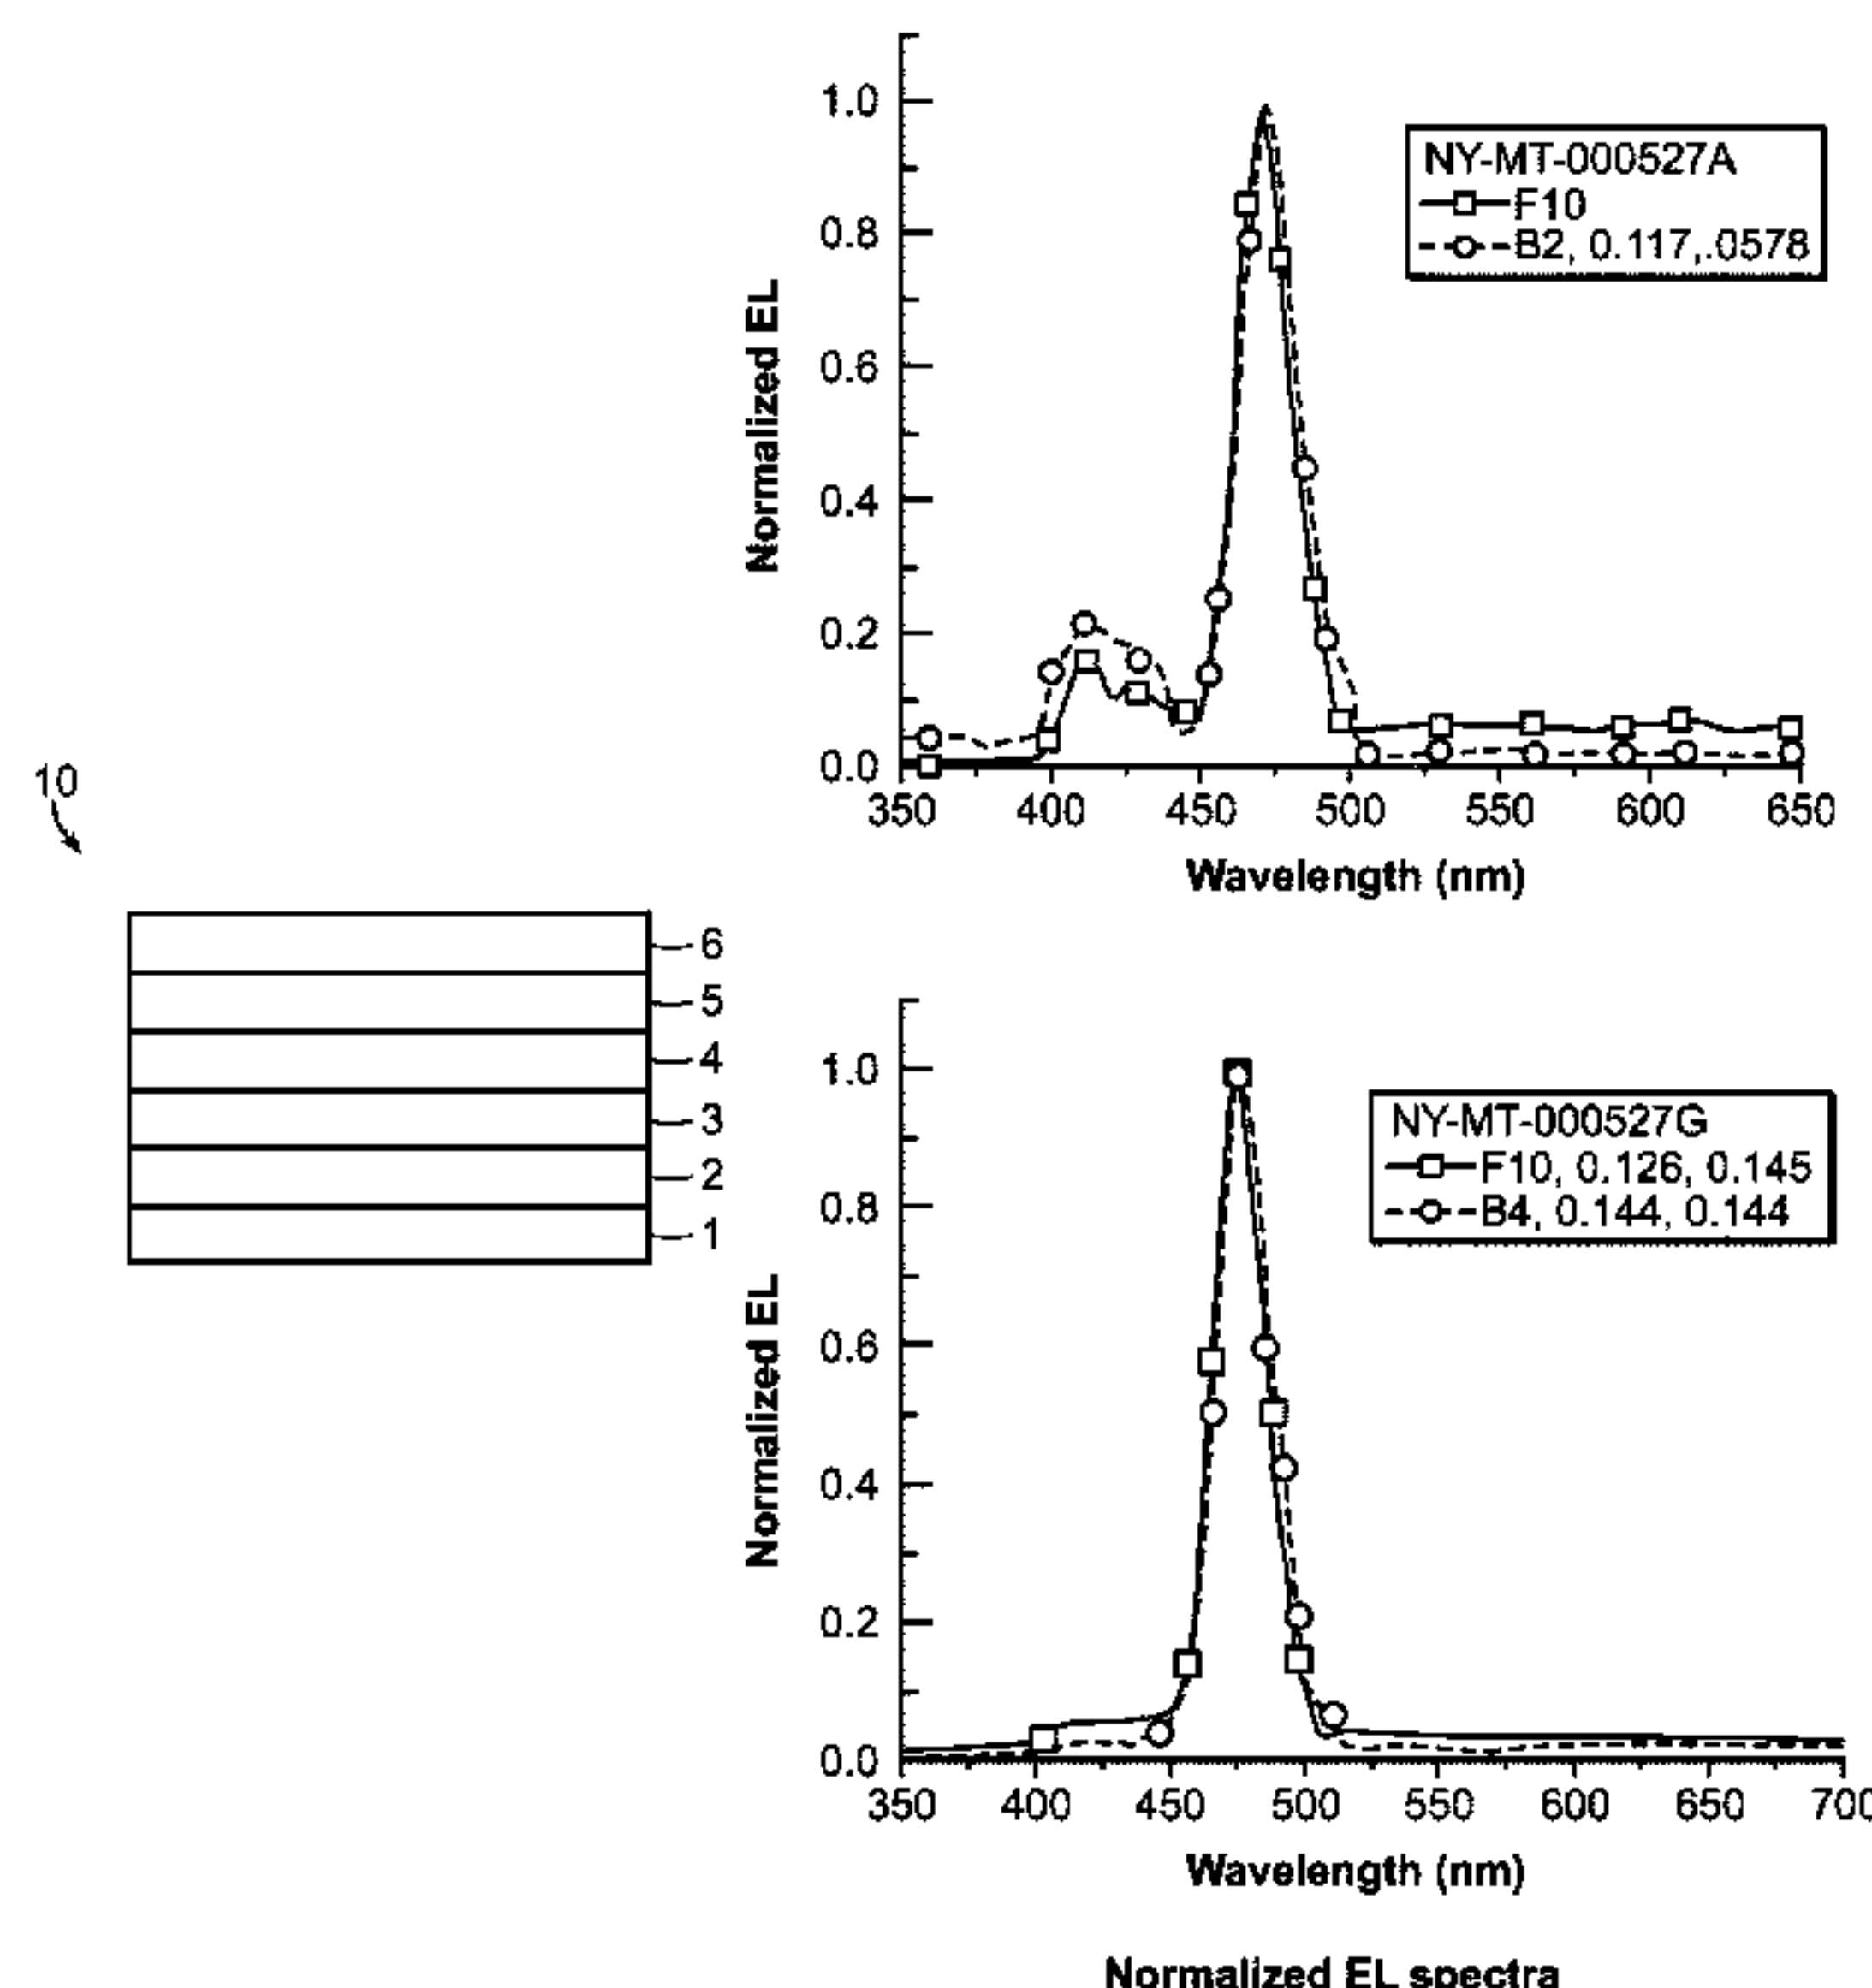 1.0
0.8
0.6
0.4
0.2
0.0
Normalized EL
NY-MT-000527A
F10
B2, 0.117,.0578
350 400 450 500 550 600 650
Wavelength (nm)
10
6
5
4
3
2
1
1.0
0.8
0.6
0.4
0.2
0.0
Normalized EL
NY-MT-000527G
F10, 0.126, 0.145
B4, 0.144, 0.144
350 400 450 500 550 600 650 700
Wavelength (nm)
Normalized EL spectra